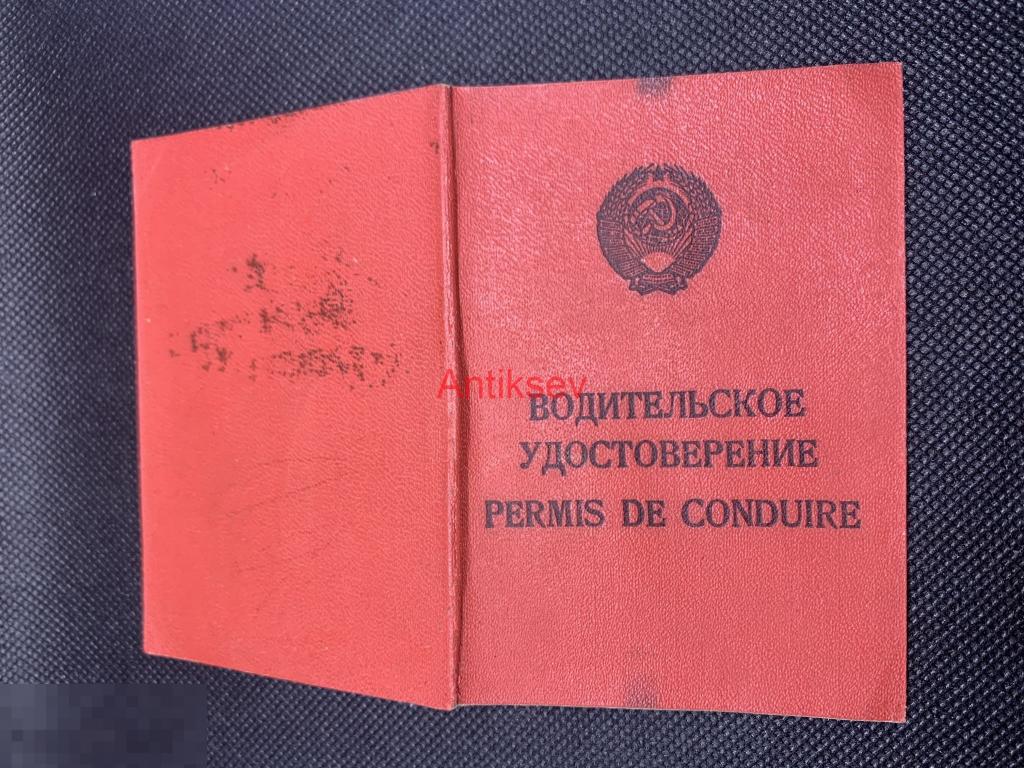 Antiksev
ВОДИТЕЛЬСКОЕ
УДОСТОВЕРЕНИЕ
PERMIS DE CONDUIRE